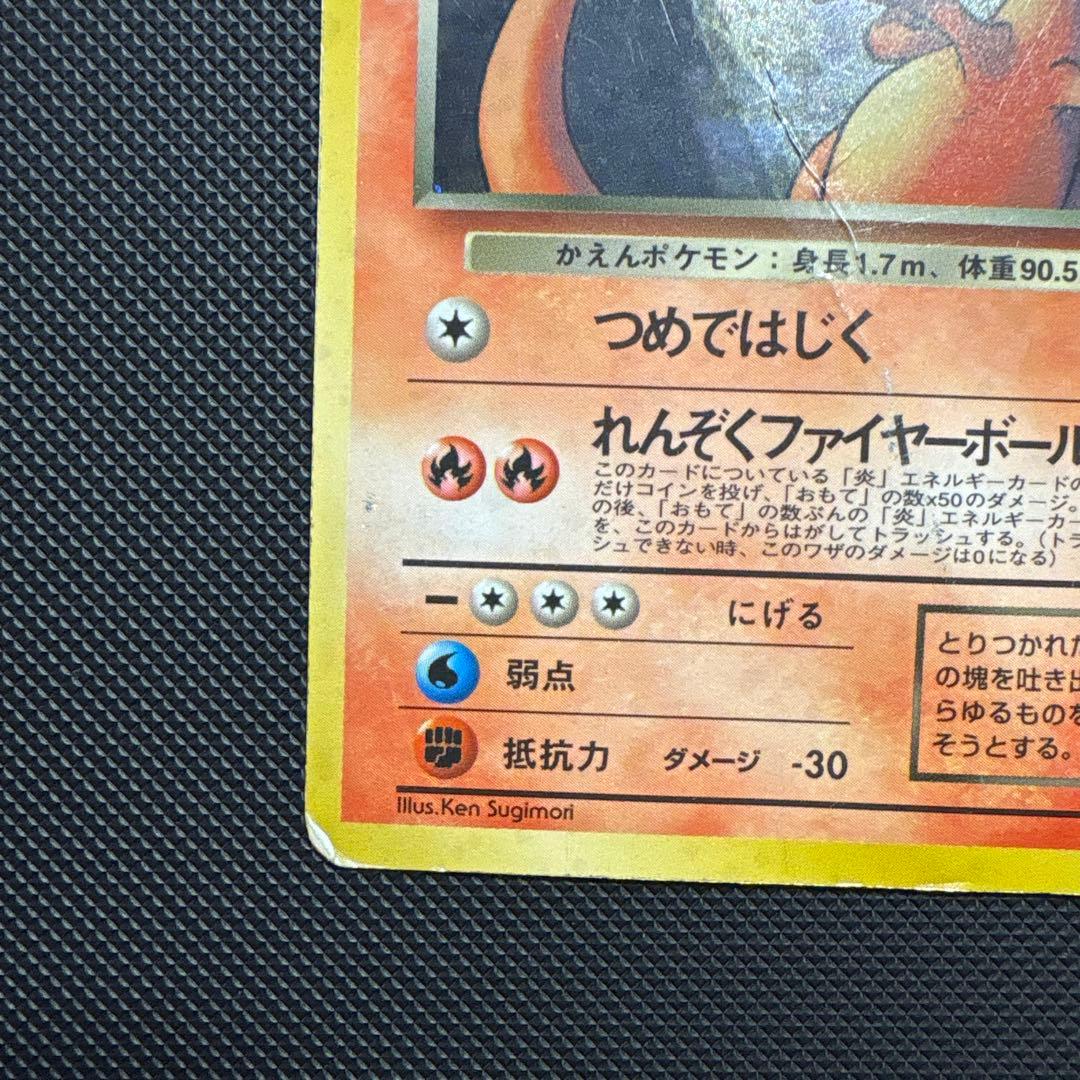 かえんポケモン：身長1.7m、体重90.5
つめではじく
れんぞくファイヤーボール
このカードについている「炎」エネルギーカードの
だけコインを投げ、「おもて」の数x50のダメージ。
の後、「おもて」の数ぶんの「炎」エネルギーカー
を、このカードからはがしてトラッシュする。（トラ
シュできない時、このワザのダメージは0になる）
ー にげる
弱点
抵抗力 ダメージ -30
とりつかれた
の塊を吐き出
らゆるものを
そうとする。
Illus.Ken Sugimori